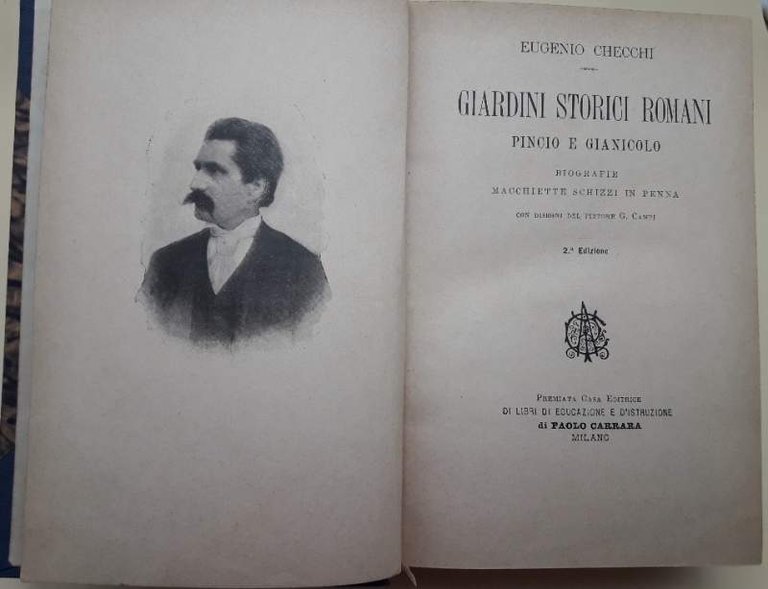 EUGENIO CHECCHI
GIARDINI STORICI ROMANI
PINCIO E GIANICOLO
BIOGRAFIE
MACCHIETTE SCHIZZI IN PENNA
CON DISEGNI DEL PITTORE G. CAMPI
2.ª Edizione
PREMIATA CASA EDITRICE
DI LIBRI DI EDUCAZIONE E D'ISTRUZIONE
di PAOLO CARRARA
MILANO